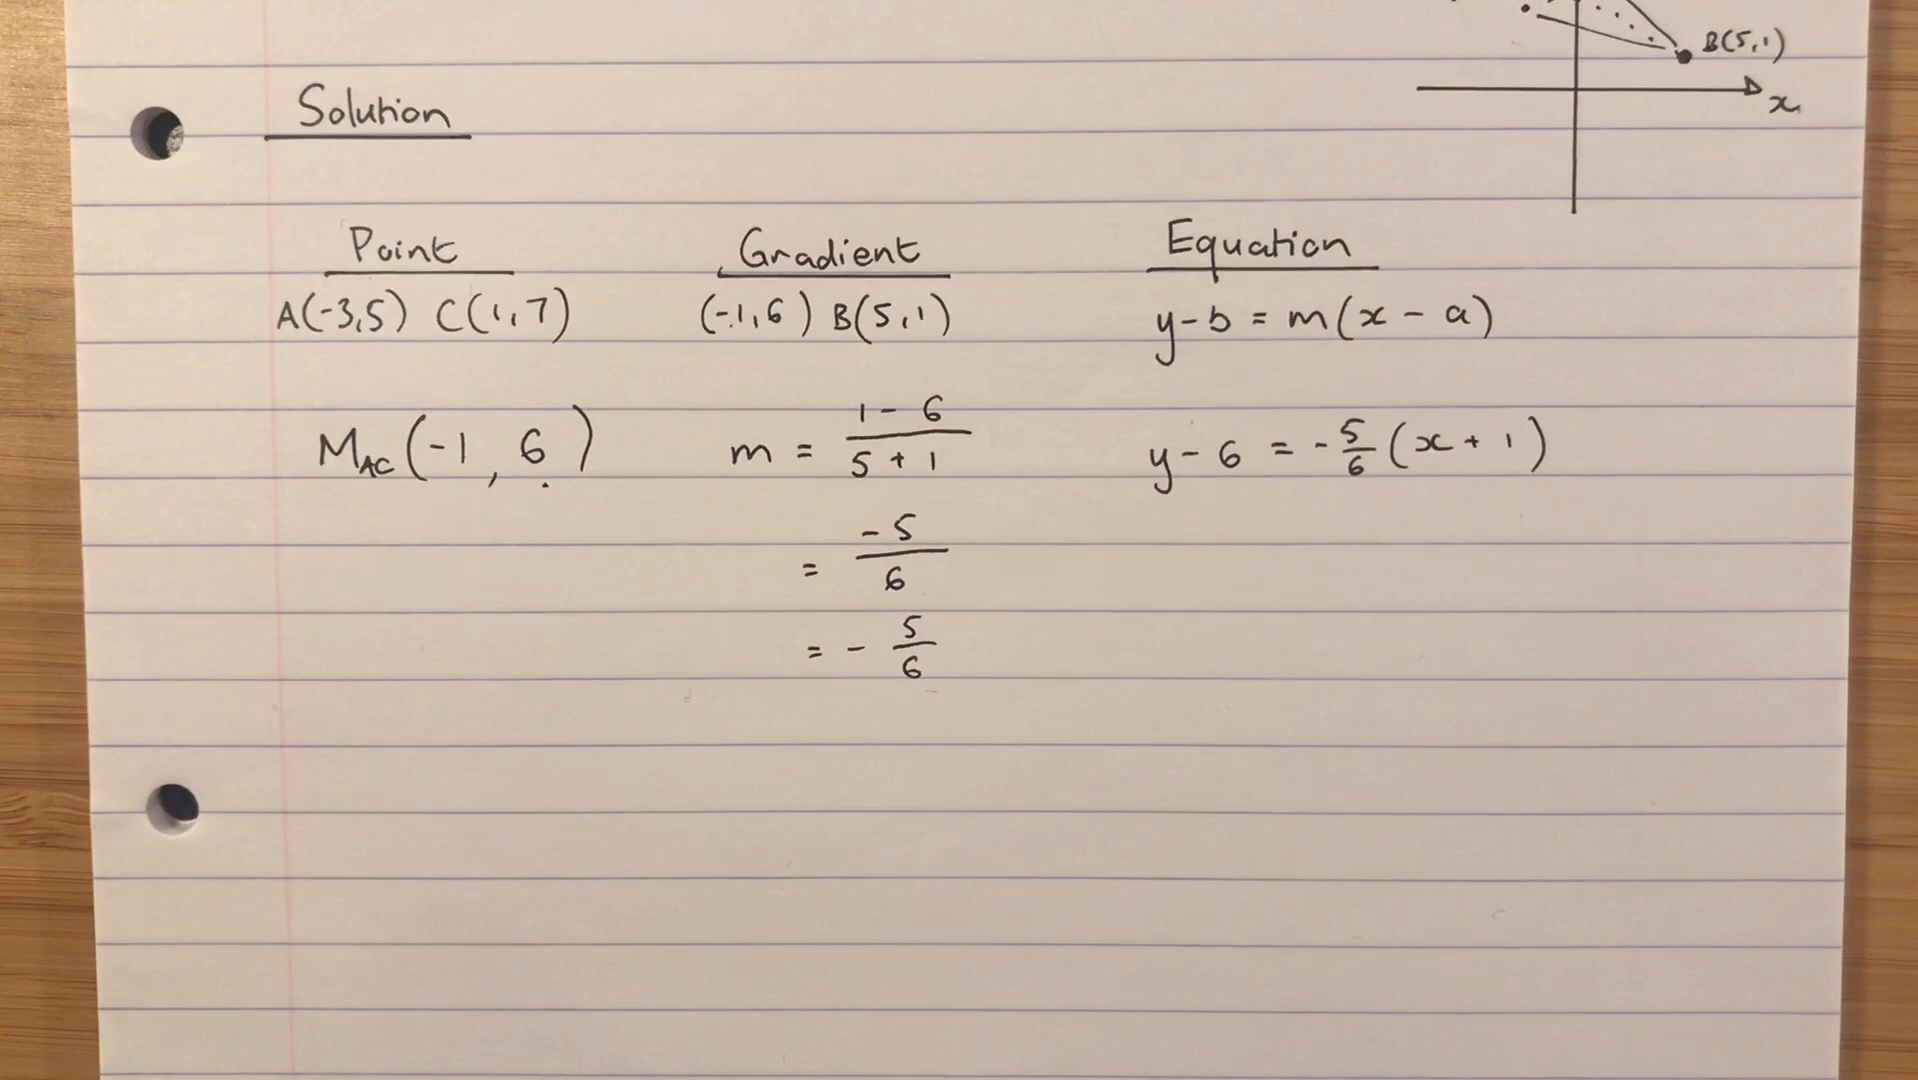 B(5,1)
x
Solution
Point
A(-3,5) C(1,7)
M_AC(-1, 6)
Gradient
(-1,6) B(5,1)
m = (1 - 6)/(5 + 1)
= -5/6
= - 5/6
Equation
y-b = m(x - a)
y-6 = -5/6(x + 1)